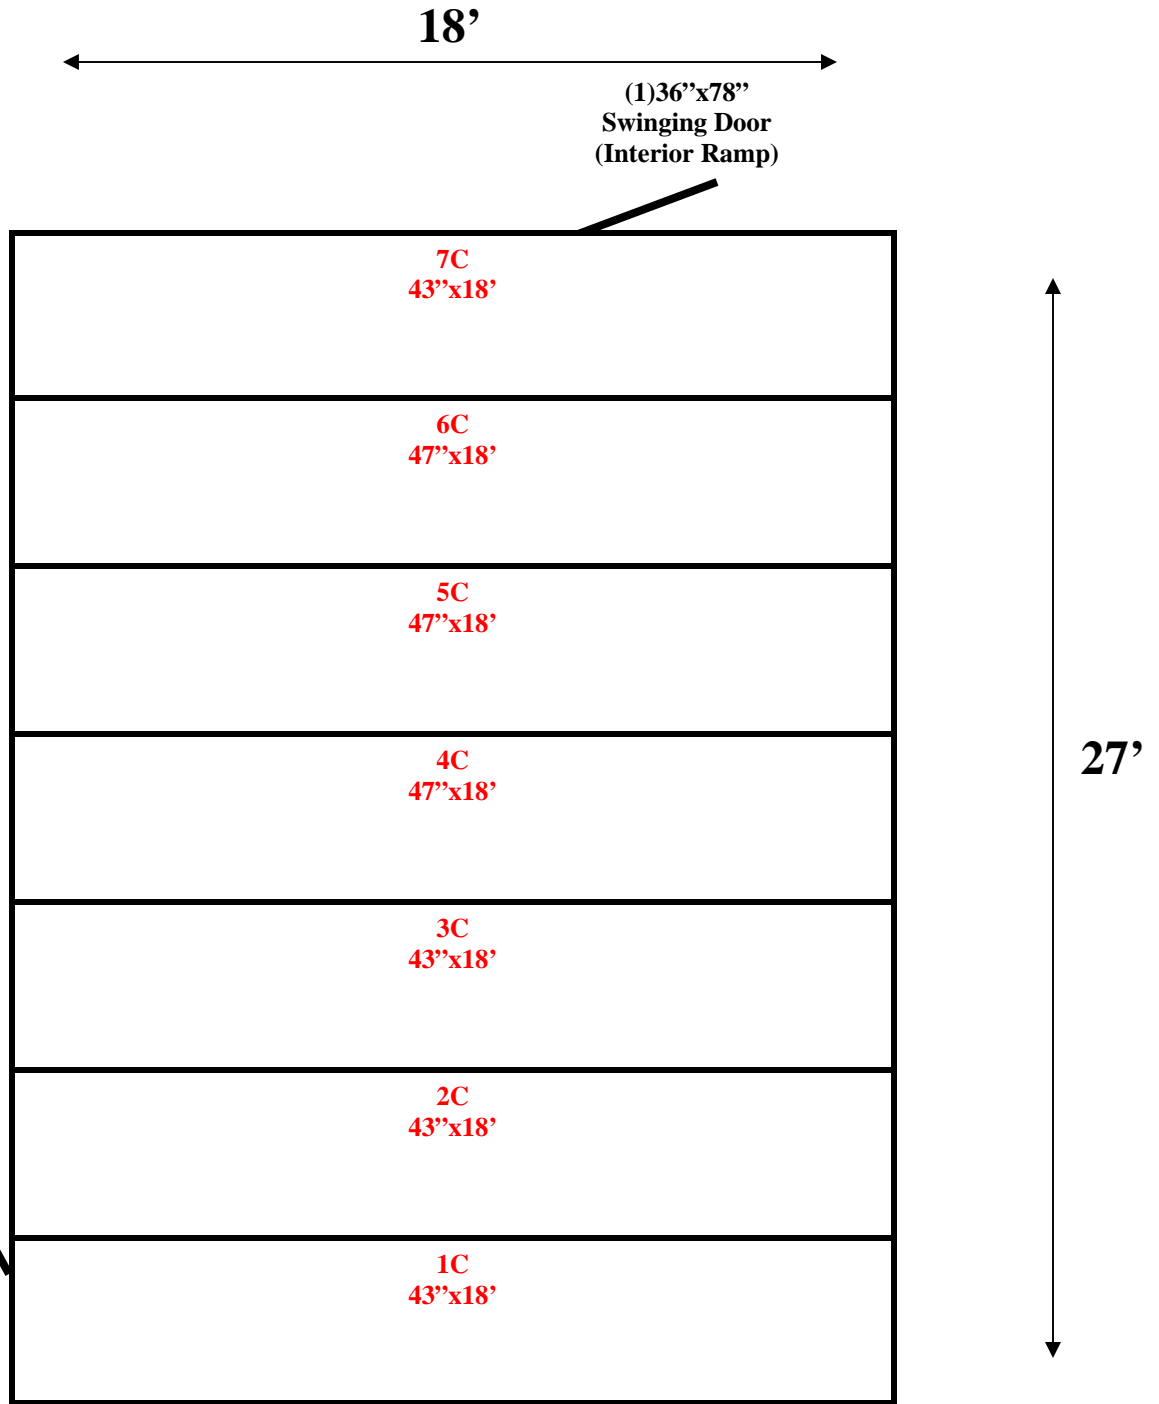 18’
(1)36”x78”
Swinging Door
(Interior Ramp)
7C
43”x18’
6C
47”x18’
5C
47”x18’
4C
47”x18’
27’
3C
43”x18’
2C
43”x18’
1C
43”x18’